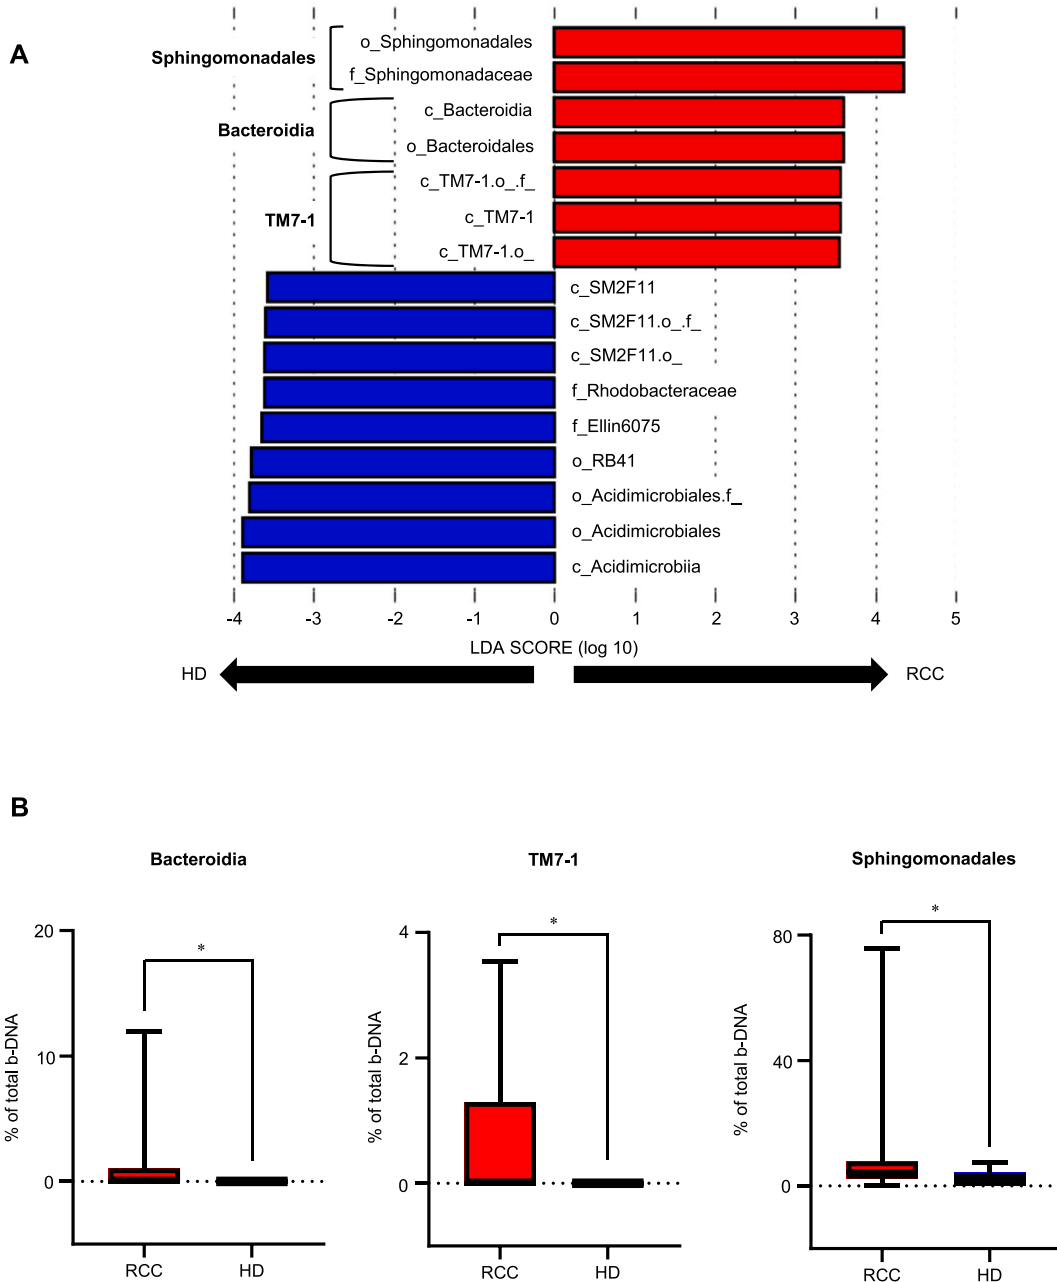 A
Sphingomonadales
o_Sphingomonadales
f_Sphingomonadaceae
Bacteroidia
c_Bacteroidia
o_Bacteroidales
TM7-1
c_TM7-1.o_.f_
c_TM7-1
c_TM7-1.o_
c_SM2F11
c_SM2F11.o_.f_
c_SM2F11.o_
f_Rhodobacteraceae
f_Ellin6075
o_RB41
o_Acidimicrobiales.f_
o_Acidimicrobiales
c_Acidimicrobiia
-4 -3 -2 -1 0 1 2 3 4 5
LDA SCORE (log 10)
HD RCC
B
Bacteroidia
20
10
0
% of total b-DNA
*
RCC HD
TM7-1
4
2
0
% of total b-DNA
*
RCC HD
Sphingomonadales
80
40
0
% of total b-DNA
*
RCC HD